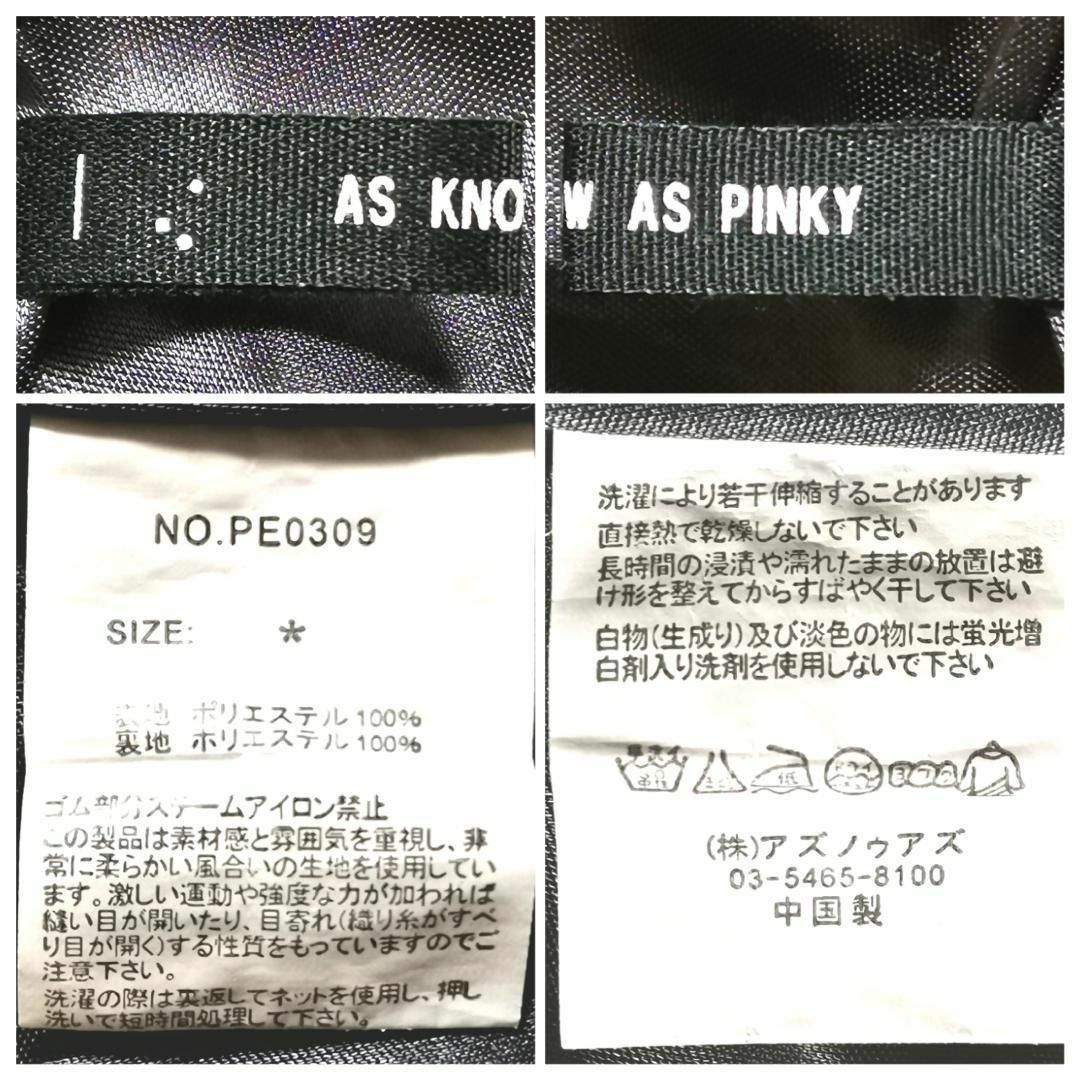 AS KNO
W AS PINKY
NO.PE0309
SIZE: *
表地 ポリエステル 100%
裏地 ポリエステル 100%
ゴム部分スチームアイロン禁止
この製品は素材感と雰囲気を重視し、非
常に柔らかい風合いの生地を使用してい
ます。激しい運動や強度な力が加われば
縫い目が開いたり、目寄れ(織り糸がすべ
り目が開く)する性質をもっていますのでご
注意下さい。
洗濯の際は裏返してネットを使用し、押し
洗いで短時間処理して下さい。
洗濯により若干伸縮することがあります
直接熱で乾燥しないで下さい
長時間の浸漬や濡れたままの放置は避
け形を整えてからすばやく干して下さい
白物(生成り)及び淡色の物には蛍光増
白剤入り洗剤を使用しないで下さい
手洗イ 低 ドライ ヨワク
(株)アズノゥアズ
03-5465-8100
中国製